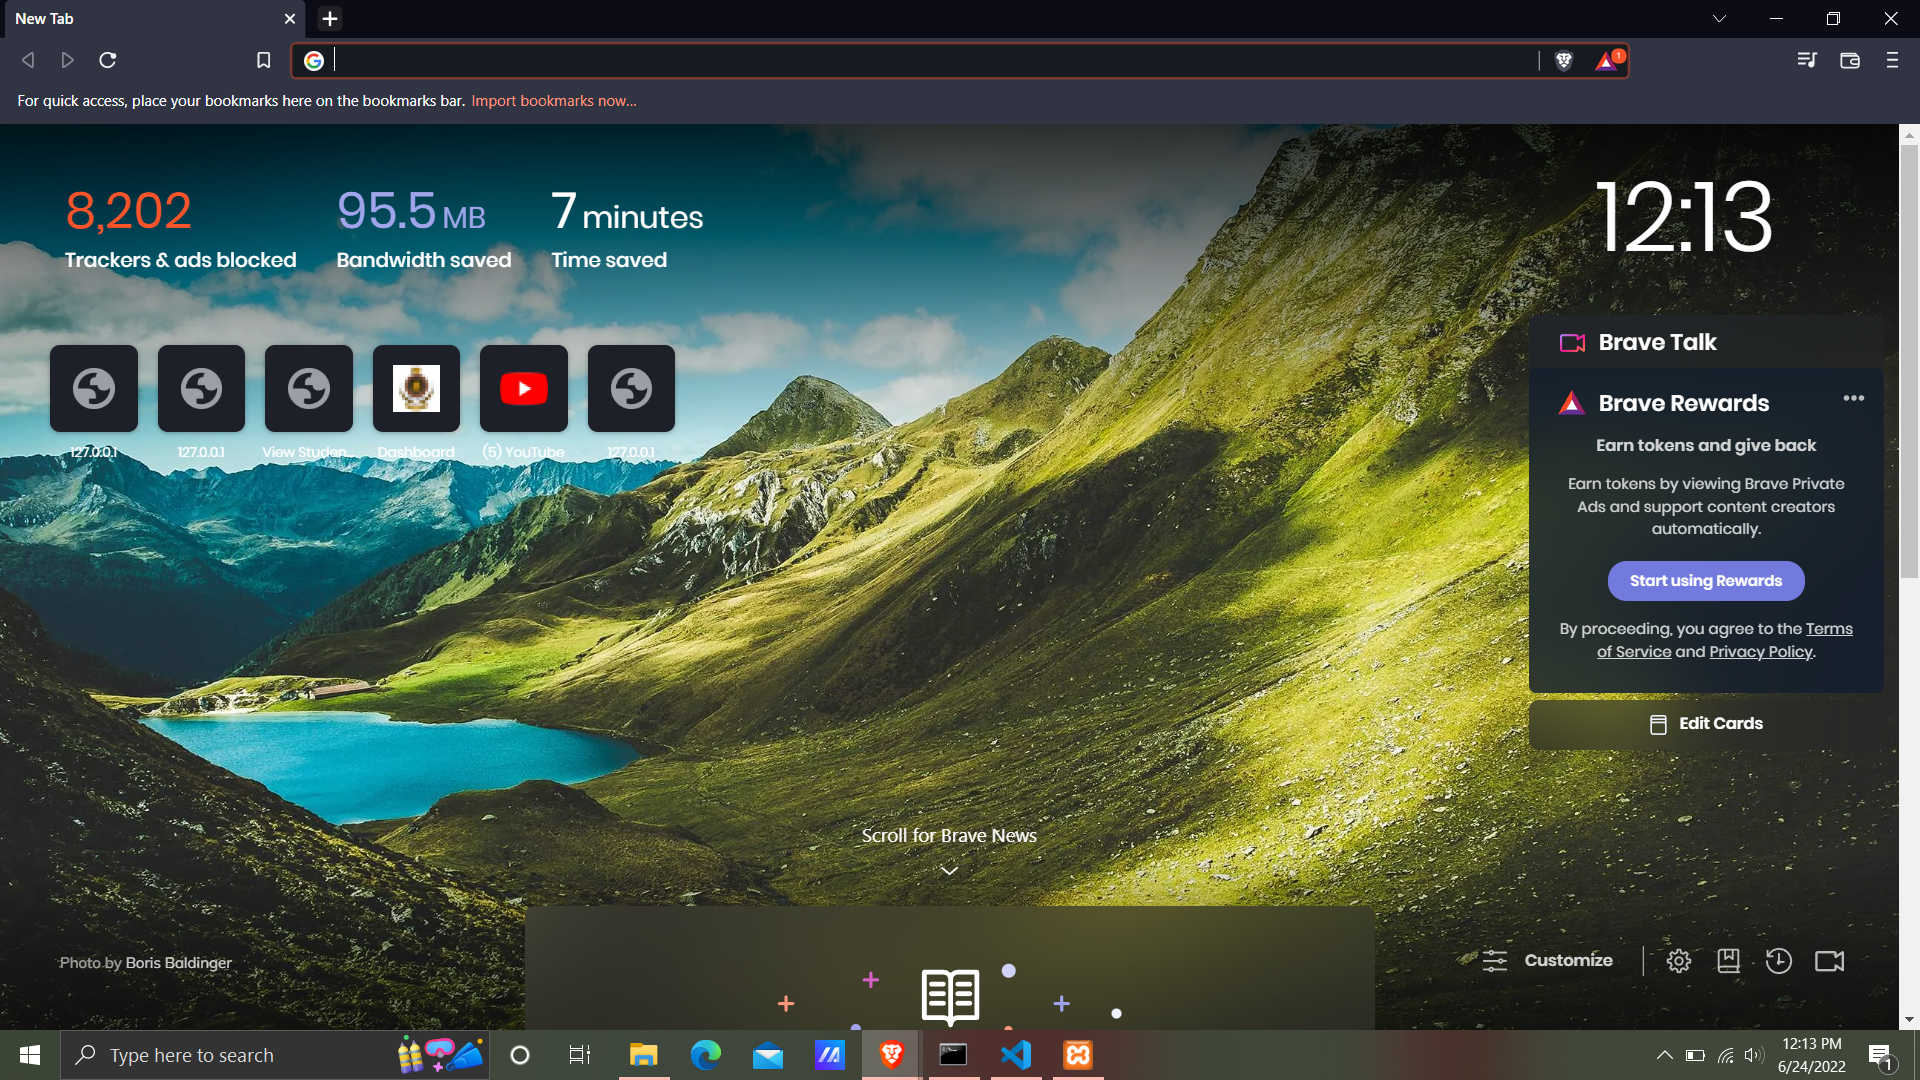 New Tab
For quick access, place your bookmarks here on the bookmarks bar. Import bookmarks now...
1
8,202
Trackers & ads blocked
95.5 MB
Bandwidth saved
7 minutes
Time saved
12:13
127.0.0.1
127.0.0.1
View Studen...
Dashboard
(5) YouTube
127.0.0.1
Brave Talk
Brave Rewards
Earn tokens and give back
Earn tokens by viewing Brave Private
Ads and support content creators
automatically.
Start using Rewards
By proceeding, you agree to the Terms
of Service and Privacy Policy.
Edit Cards
Scroll for Brave News
Photo by Boris Baldinger
Customize
Type here to search
12:13 PM
6/24/2022
1